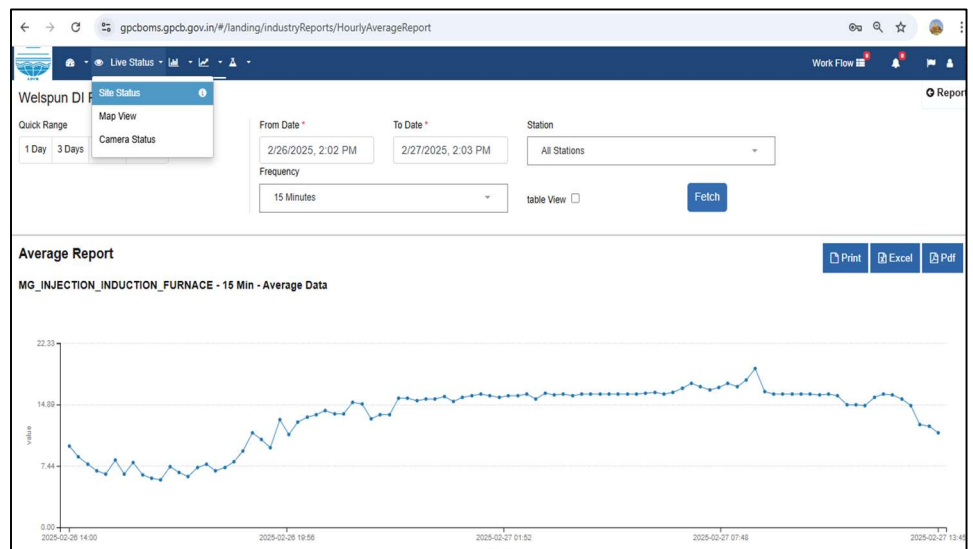 gpcboms.gpcb.gov.in/#/landing/industryReports/HourlyAverageReport
Live Status
Work Flow
Welspun DI
Site Status
Map View
Camera Status
Repor
Quick Range
1 Day 3 Days
From Date *
To Date *
Station
2/26/2025, 2:02 PM
2/27/2025, 2:03 PM
All Stations
Frequency
15 Minutes
table View
Fetch
Average Report
Print
Excel
Pdf
MG_INJECTION_INDUCTION_FURNACE - 15 Min - Average Data
22.33
14.89
value
7.44
0.00
2025-02-26 14:00
2025-02-26 19:56
2025-02-27 01:52
2025-02-27 07:48
2025-02-27 13:45